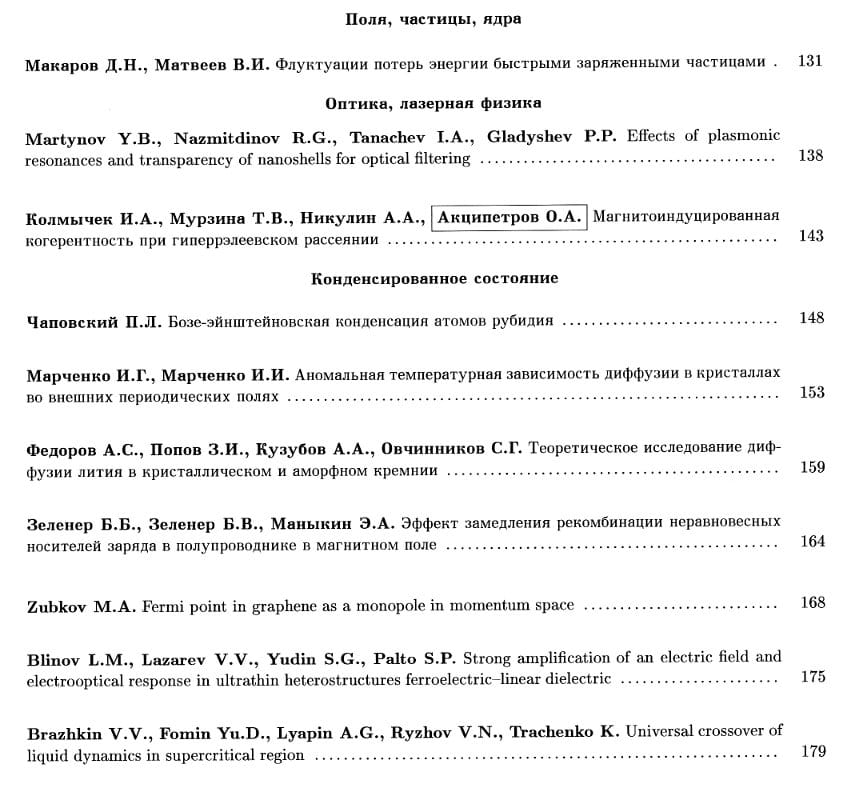 Поля, частицы, ядра
Макаров Д.Н., Матвеев В.И. Флуктуации потерь энергии быстрыми заряженными частицами . 131
Оптика, лазерная физика
Martynov Y.B., Nazmitdinov R.G., Tanachev I.A., Gladyshev P.P. Effects of plasmonic
resonances and transparency of nanoshells for optical filtering ........................................ 138
Колмычек И.А., Мурзина Т.В., Никулин А.А., Акципетров О.А. Магнитоиндуцированная
когерентность при гиперрэлеевском рассеянии ..................................................... 143
Конденсированное состояние
Чаповский П.Л. Бозе-эйнштейновская конденсация атомов рубидия ............................. 148
Марченко И.Г., Марченко И.И. Аномальная температурная зависимость диффузии в кристаллах
во внешних периодических полях .................................................................. 153
Федоров А.С., Попов З.И., Кузубов А.А., Овчинников С.Г. Теоретическое исследование диф-
фузии лития в кристаллическом и аморфном кремнии ............................................ 159
Зеленер Б.Б., Зеленер Б.В., Маныкин Э.А. Эффект замедления рекомбинации неравновесных
носителей заряда в полупроводнике в магнитном поле ............................................ 164
Zubkov M.A. Fermi point in graphene as a monopole in momentum space .......................... 168
Blinov L.M., Lazarev V.V., Yudin S.G., Palto S.P. Strong amplification of an electric field and
electrooptical response in ultrathin heterostructures ferroelectric–linear dielectric ..................... 175
Brazhkin V.V., Fomin Yu.D., Lyapin A.G., Ryzhov V.N., Trachenko K. Universal crossover of
liquid dynamics in supercritical region .............................................................. 179